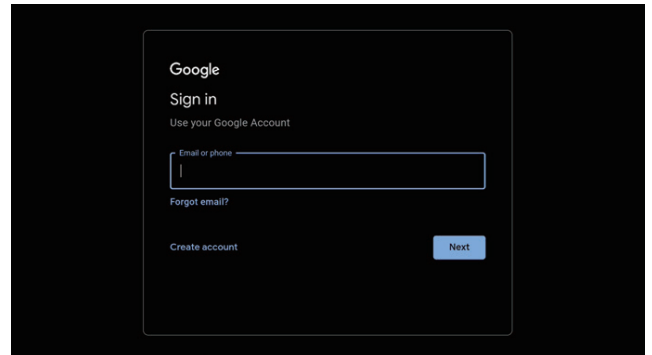 Google
Sign in
Use your Google Account
Email or phone
Forgot email?
Create account
Next